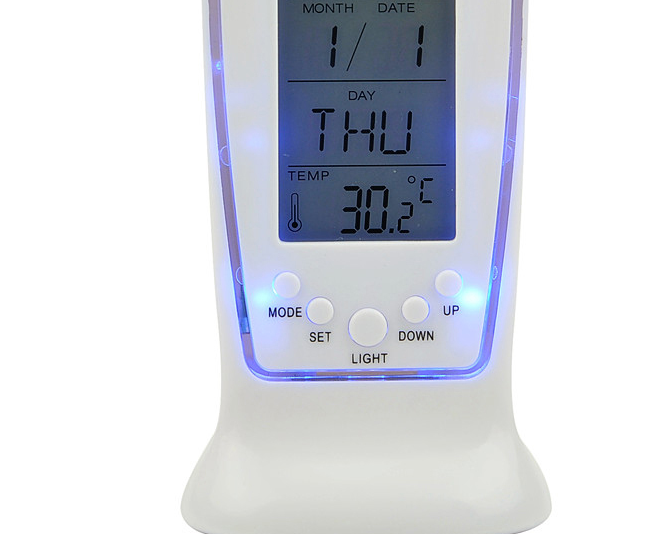 MONTH DATE
1/ 1
DAY
THU
TEMP
30.2°C
MODE
UP
SET
DOWN
LIGHT